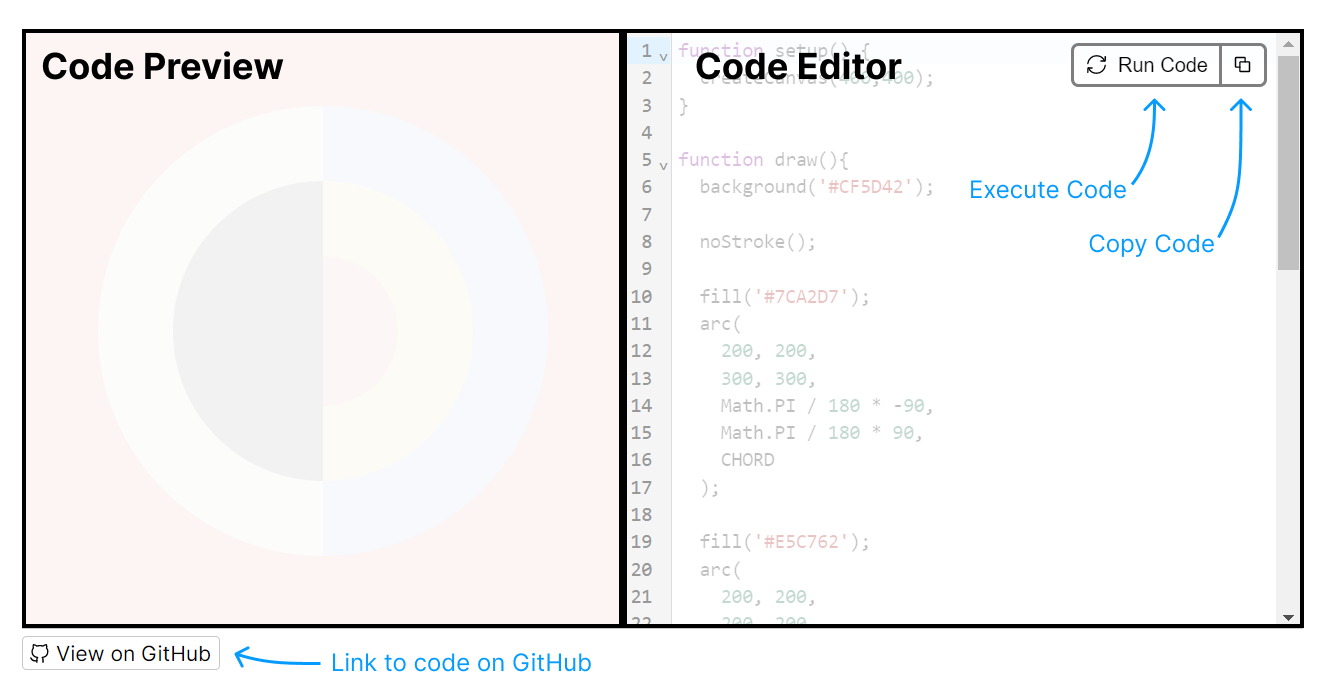 Code Preview
Code Editor
Run Code
Execute Code
Copy Code
1 function setup() {
2 createCanvas(400,400);
3 }
4
5 function draw(){
6 background('#CF5D42');
7
8 noStroke();
9
10 fill('#7CA2D7');
11 arc(
12 200, 200,
13 300, 300,
14 Math.PI / 180 * -90,
15 Math.PI / 180 * 90,
16 CHORD
17 );
18
19 fill('#E5C762');
20 arc(
21 200, 200,
22 200, 200,
View on GitHub
Link to code on GitHub